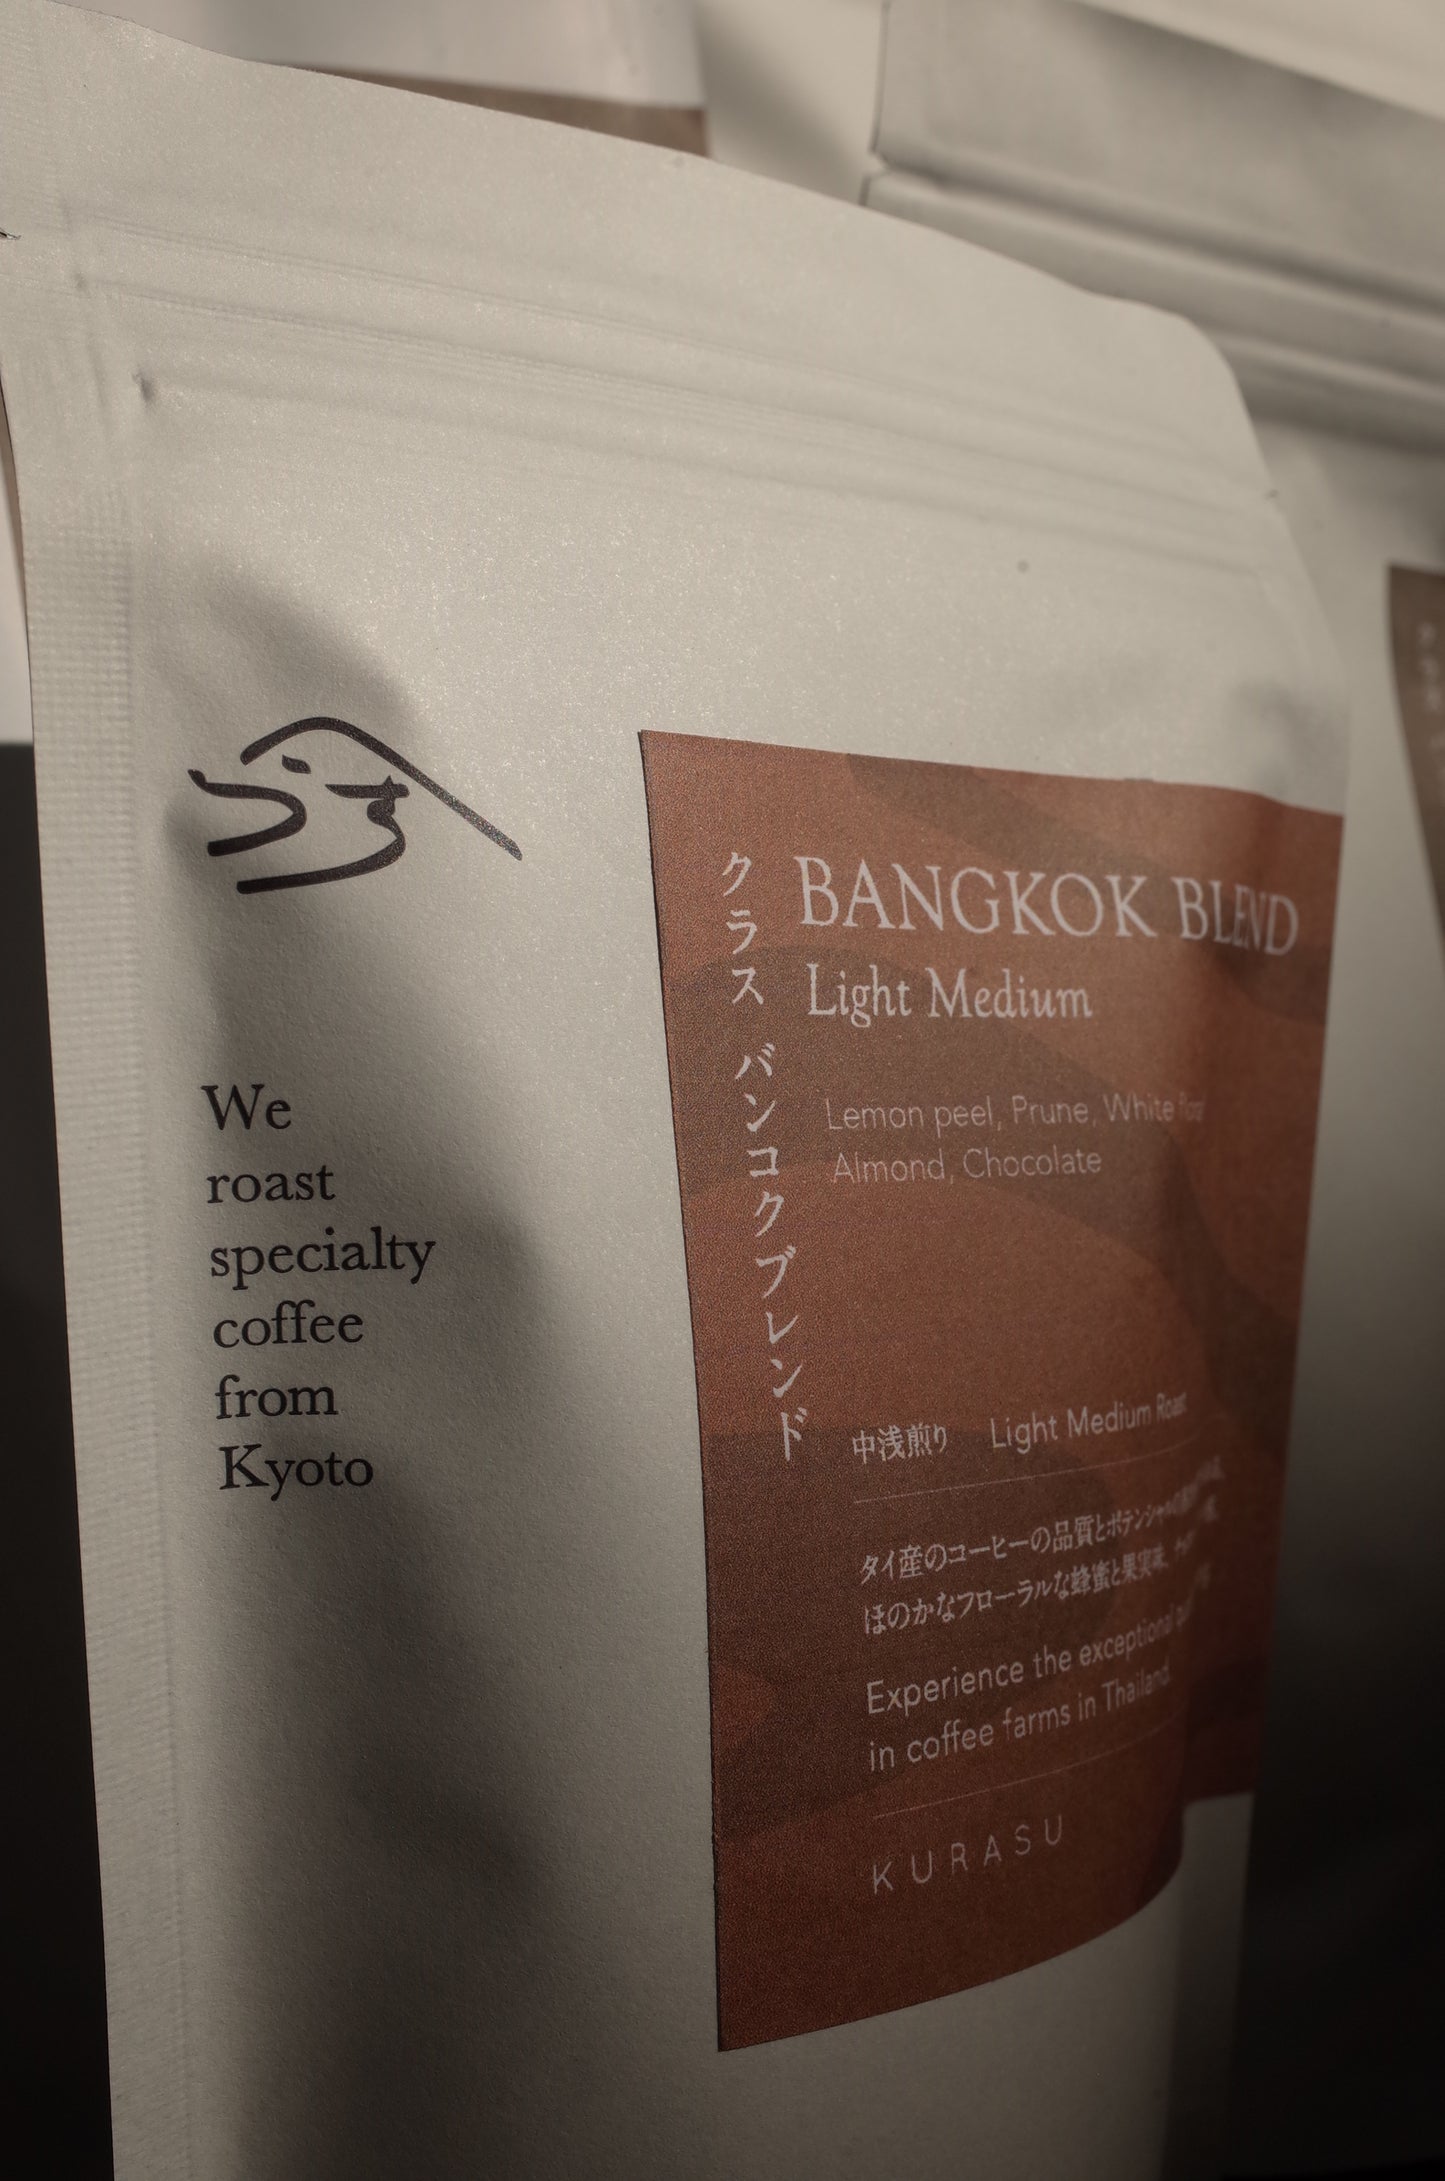 We
roast
specialty
coffee
from
Kyoto
クラス バンコクブレンド
BANGKOK BLEND
Light Medium
Lemon peel, Prune, White floral
Almond, Chocolate
中浅煎り Light Medium Roast
タイ産のコーヒーの品質とポテンシャルの
ほのかなフローラルな蜂蜜と果実味、
Experience the exceptional
in coffee farms in Thailand
KURASU